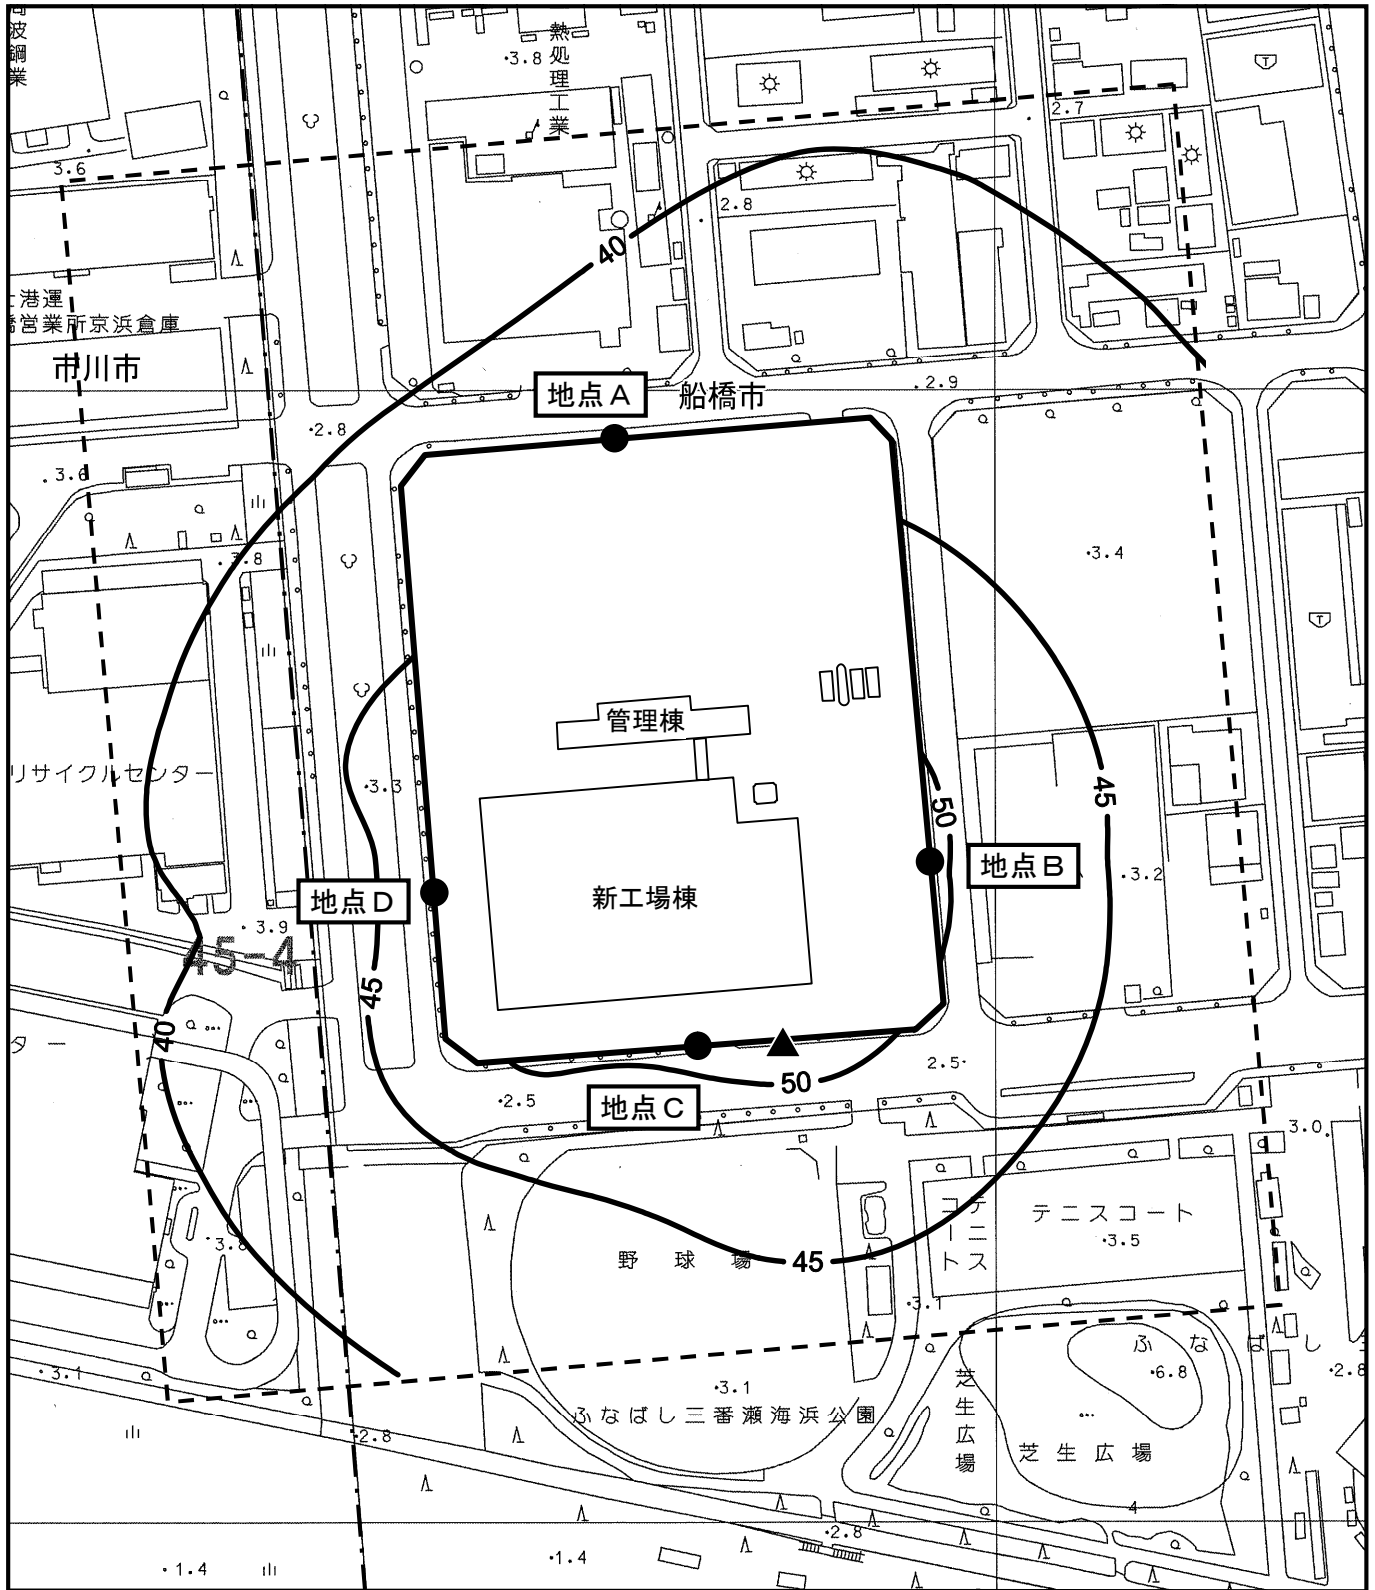 波鋼業
熱処理工業
3.8
3.6
2.7
2.8
40
港運
営業所京浜倉庫
市川市
地点A
船橋市
2.9
2.8
3.6
3.8
3.4
管理棟
リサイクルセンター
3.3
45
50
地点B
3.2
新工場棟
地点D
3.9
45-4
45
40
ター
50
2.5
2.5
地点C
3.0
テニスコート
テニスコート
3.5
3.8
野球場
45
3.1
ふなばし
6.8
2.8
3.1
3.1
芝生広場
ふなばし三番瀬海浜公園
2.8
芝生広場
4
2.8
1.4
1.4